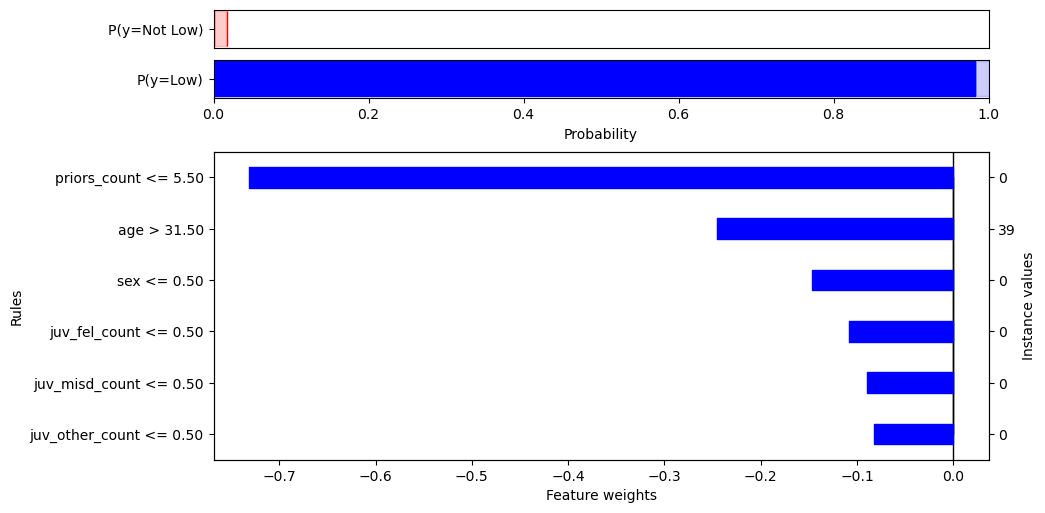 P(y=Not Low)
P(y=Low)
0.0 0.2 0.4 0.6 0.8 1.0
Probability
priors_count <= 5.50 0
age > 31.50 39
sex <= 0.50 0
juv_fel_count <= 0.50 0
juv_misd_count <= 0.50 0
juv_other_count <= 0.50 0
Rules
Instance values
−0.7 −0.6 −0.5 −0.4 −0.3 −0.2 −0.1 0.0
Feature weights